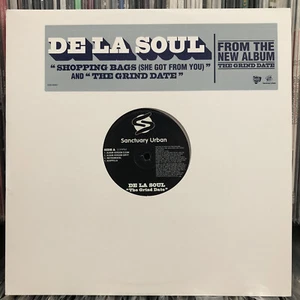 DE LA SOUL
"SHOPPING BAGS (SHE GOT FROM YOU)"
AND "THE GRIND DATE"
FROM THE
NEW ALBUM
THE GRIND DATE
Sanctuary Urban
SIDE A
DE LA SOUL
"The Grind Date"